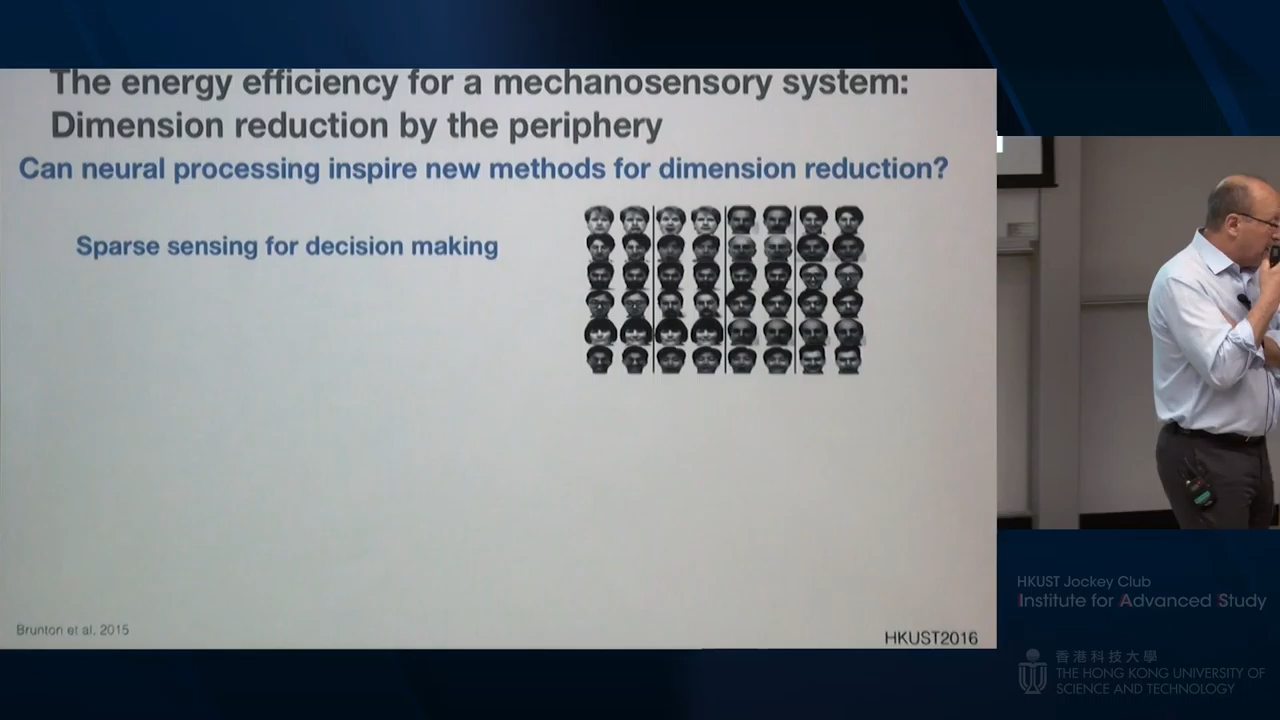 The energy efficiency for a mechanosensory system:
Dimension reduction by the periphery
Can neural processing inspire new methods for dimension reduction?
Sparse sensing for decision making
Brunton et al, 2015
HKUST2016
HKUST Jockey Club
Institute for Advanced Study
香港科技大學
THE HONG KONG UNIVERSITY OF
SCIENCE AND TECHNOLOGY